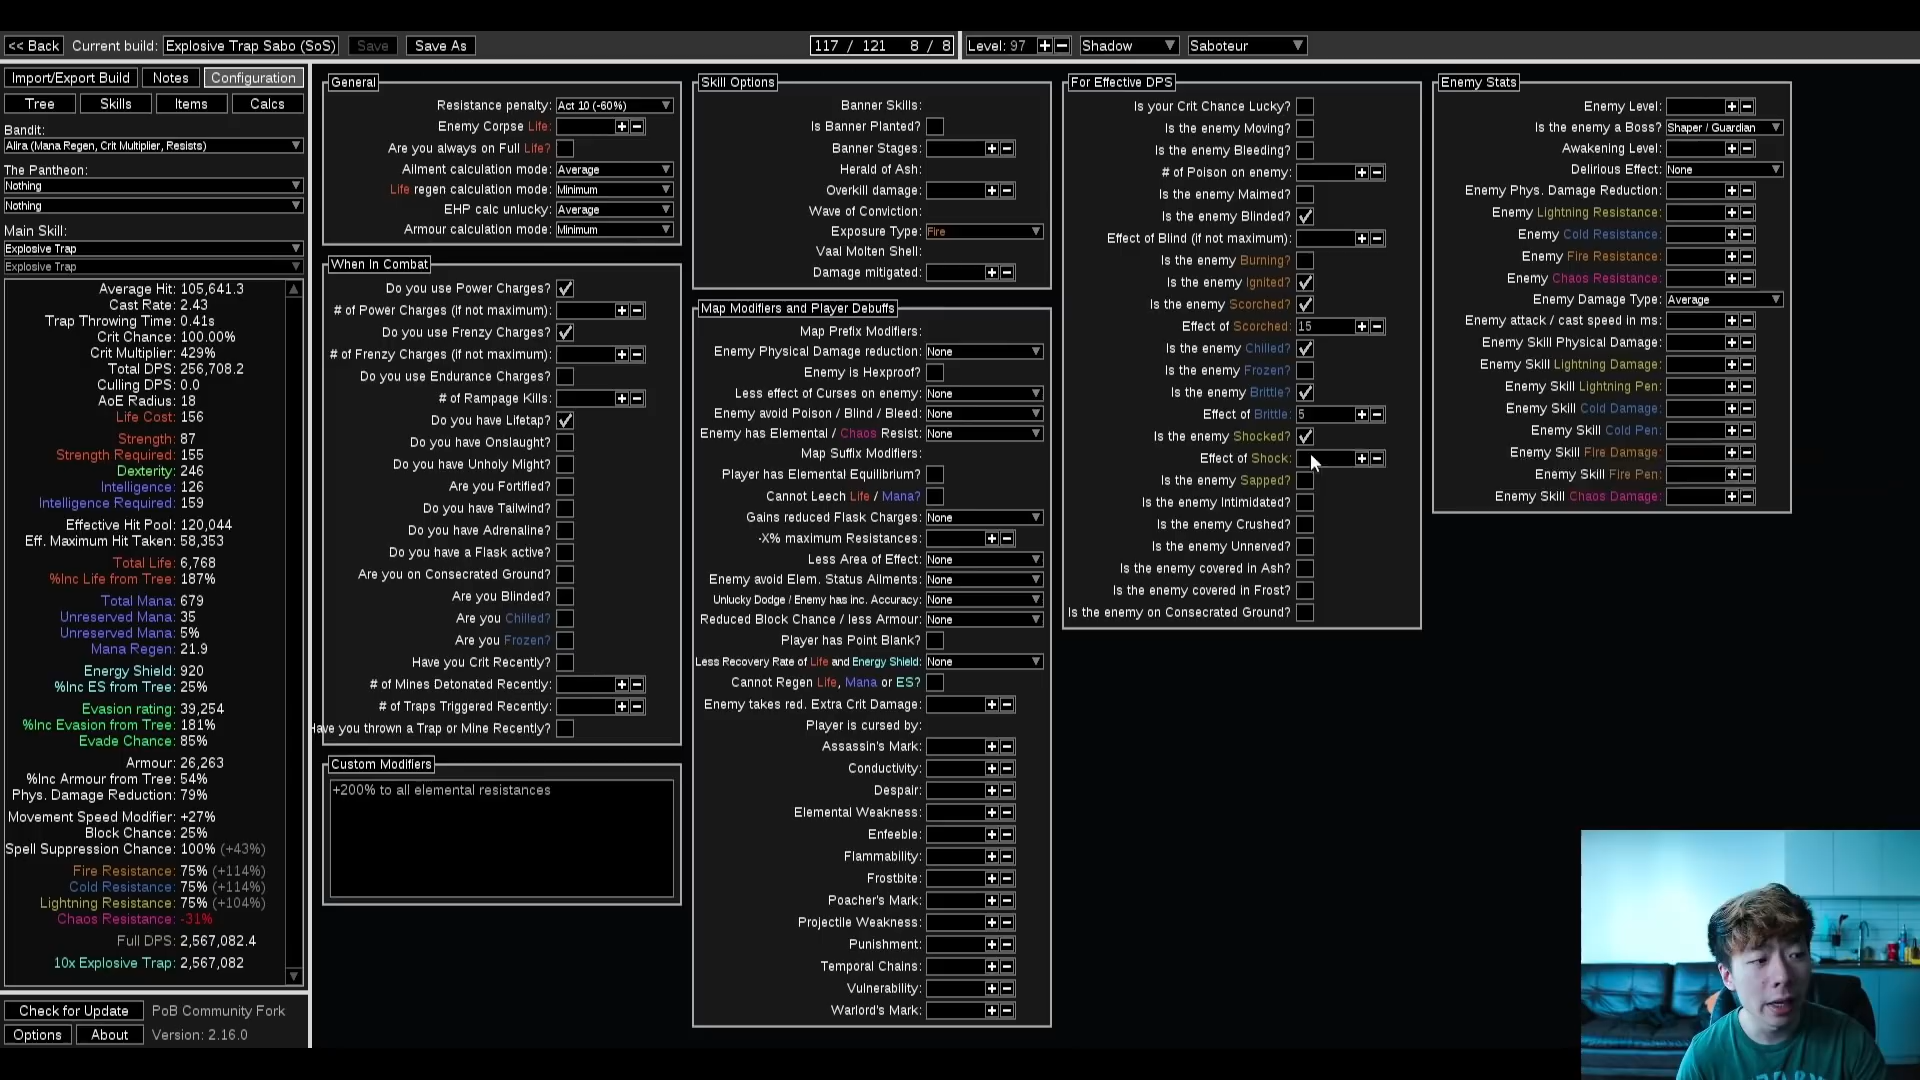 << Back Current build: Explosive Trap Sabo (SoS) Save Save As 117 / 121 8 / 8 Level: 97 + − Shadow Saboteur
Import/Export Build Notes Configuration
Tree Skills Items Calcs
Bandit:
Alira (Mana Regen, Crit Multiplier, Resists)
The Pantheon:
Nothing
Nothing
Main Skill:
Explosive Trap
Explosive Trap
Average Hit: 105,641.3
Cast Rate: 2.43
Trap Throwing Time: 0.41s
Crit Chance: 100.00%
Crit Multiplier: 429%
Total DPS: 256,708.2
Culling DPS: 0.0
AoE Radius: 18
Life Cost: 156
Strength: 87
Strength Required: 155
Dexterity: 246
Intelligence: 126
Intelligence Required: 159
Effective Hit Pool: 120,044
Eff. Maximum Hit Taken: 58,353
Total Life: 6,768
%Inc Life from Tree: 187%
Total Mana: 679
Unreserved Mana: 35
Unreserved Mana: 5%
Mana Regen: 21.9
Energy Shield: 920
%Inc ES from Tree: 25%
Evasion rating: 39,254
%Inc Evasion from Tree: 181%
Evade Chance: 85%
Armour: 26,263
%Inc Armour from Tree: 54%
Phys. Damage Reduction: 79%
Movement Speed Modifier: +27%
Block Chance: 25%
Spell Suppression Chance: 100% (+43%)
Fire Resistance: 75% (+114%)
Cold Resistance: 75% (+114%)
Lightning Resistance: 75% (+104%)
Chaos Resistance: -31%
Full DPS: 2,567,082.4
10x Explosive Trap: 2,567,082
Check for Update PoB Community Fork
Options About Version: 2.16.0
General
Resistance penalty: Act 10 (-60%)
Enemy Corpse Life:
Are you always on Full Life?
Ailment calculation mode: Average
Life regen calculation mode: Minimum
EHP calc unlucky: Average
Armour calculation mode: Minimum
When In Combat
Do you use Power Charges?
# of Power Charges (if not maximum):
Do you use Frenzy Charges?
# of Frenzy Charges (if not maximum):
Do you use Endurance Charges?
# of Rampage Kills:
Do you have Lifetap?
Do you have Onslaught?
Do you have Unholy Might?
Are you Fortified?
Do you have Tailwind?
Do you have Adrenaline?
Do you have a Flask active?
Are you on Consecrated Ground?
Are you Blinded?
Are you Chilled?
Are you Frozen?
Have you Crit Recently?
# of Mines Detonated Recently:
# of Traps Triggered Recently:
Have you thrown a Trap or Mine Recently?
Custom Modifiers
+200% to all elemental resistances
Skill Options
Banner Skills:
Is Banner Planted?
Banner Stages:
Herald of Ash:
Overkill damage:
Wave of Conviction:
Exposure Type: Fire
Vaal Molten Shell:
Damage mitigated:
Map Modifiers and Player Debuffs
Map Prefix Modifiers:
Enemy Physical Damage reduction: None
Enemy is Hexproof?
Less effect of Curses on enemy: None
Enemy avoid Poison / Blind / Bleed: None
Enemy has Elemental / Chaos Resist: None
Map Suffix Modifiers:
Player has Elemental Equilibrium?
Cannot Leech Life / Mana?
Gains reduced Flask Charges: None
-X% maximum Resistances:
Less Area of Effect: None
Enemy avoid Elem. Status Ailments: None
Unlucky Dodge / Enemy has inc. Accuracy: None
Reduced Block Chance / less Armour: None
Player has Point Blank?
Less Recovery Rate of Life and Energy Shield: None
Cannot Regen Life, Mana or ES?
Enemy takes red. Extra Crit Damage:
Player is cursed by:
Assassin's Mark:
Conductivity:
Despair:
Elemental Weakness:
Enfeeble:
Flammability:
Frostbite:
Poacher's Mark:
Projectile Weakness:
Punishment:
Temporal Chains:
Vulnerability:
Warlord's Mark:
For Effective DPS
Is your Crit Chance Lucky?
Is the enemy Moving?
Is the enemy Bleeding?
# of Poison on enemy:
Is the enemy Maimed?
Is the enemy Blinded?
Effect of Blind (if not maximum):
Is the enemy Burning?
Is the enemy Ignited?
Is the enemy Scorched?
Effect of Scorched: 15
Is the enemy Chilled?
Is the enemy Frozen?
Is the enemy Brittle?
Effect of Brittle: 5
Is the enemy Shocked?
Effect of Shock:
Is the enemy Sapped?
Is the enemy Intimidated?
Is the enemy Crushed?
Is the enemy Unnerved?
Is the enemy covered in Ash?
Is the enemy covered in Frost?
Is the enemy on Consecrated Ground?
Enemy Stats
Enemy Level:
Is the enemy a Boss? Shaper / Guardian
Awakening Level:
Delirious Effect: None
Enemy Phys. Damage Reduction:
Enemy Lightning Resistance:
Enemy Cold Resistance:
Enemy Fire Resistance:
Enemy Chaos Resistance:
Enemy Damage Type: Average
Enemy attack / cast speed in ms:
Enemy Skill Physical Damage:
Enemy Skill Lightning Damage:
Enemy Skill Lightning Pen:
Enemy Skill Cold Damage:
Enemy Skill Cold Pen:
Enemy Skill Fire Damage:
Enemy Skill Fire Pen:
Enemy Skill Chaos Damage: